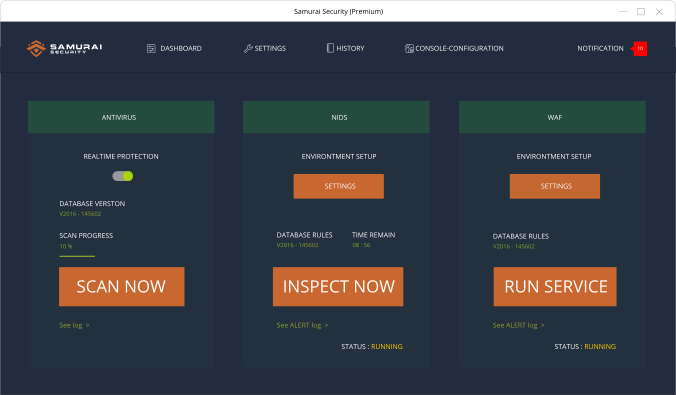 Samurai Security (Premium)
SAMURAI
SECURITY
DASHBOARD
SETTINGS
HISTORY
CONSOLE-CONFIGURATION
NOTIFICATION
10
ANTIVIRUS
REALTIME PROTECTION
DATABASE VERSTON
V2016 - 145602
SCAN PROGRESS
10 %
SCAN NOW
See log >
NIDS
ENVIRONTMENT SETUP
SETTINGS
DATABASE RULES
V2016 - 145602
TIME REMAIN
08 : 56
INSPECT NOW
See ALERT log >
STATUS : RUNNING
WAF
ENVIRONTMENT SETUP
SETTINGS
DATABASE RULES
V2016 - 145602
RUN SERVICE
See ALERT log >
STATUS : RUNNING